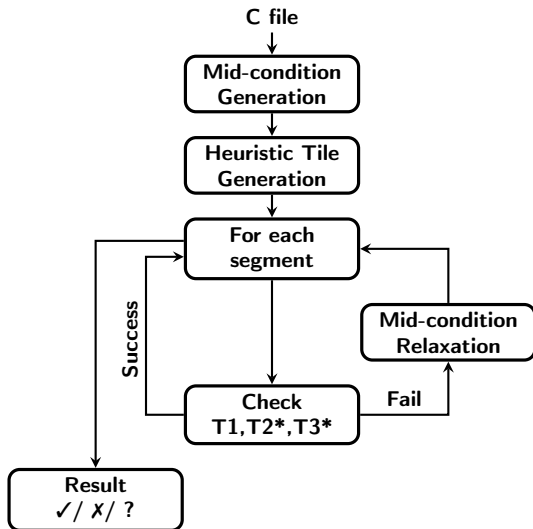 C file
Mid-condition
Generation
Heuristic Tile
Generation
For each
segment
Success
Mid-condition
Relaxation
Check
T1,T2*,T3*
Fail
Result
✓/ ✗/ ?